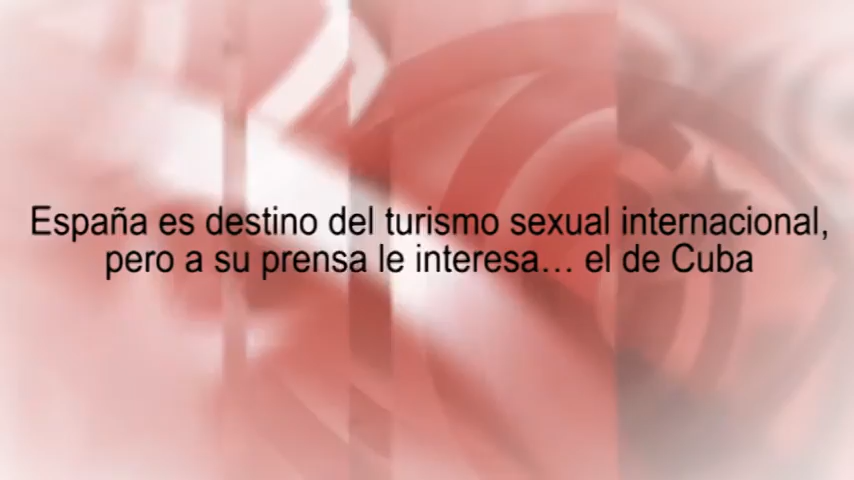 España es destino del turismo sexual internacional,
pero a su prensa le interesa… el de Cuba